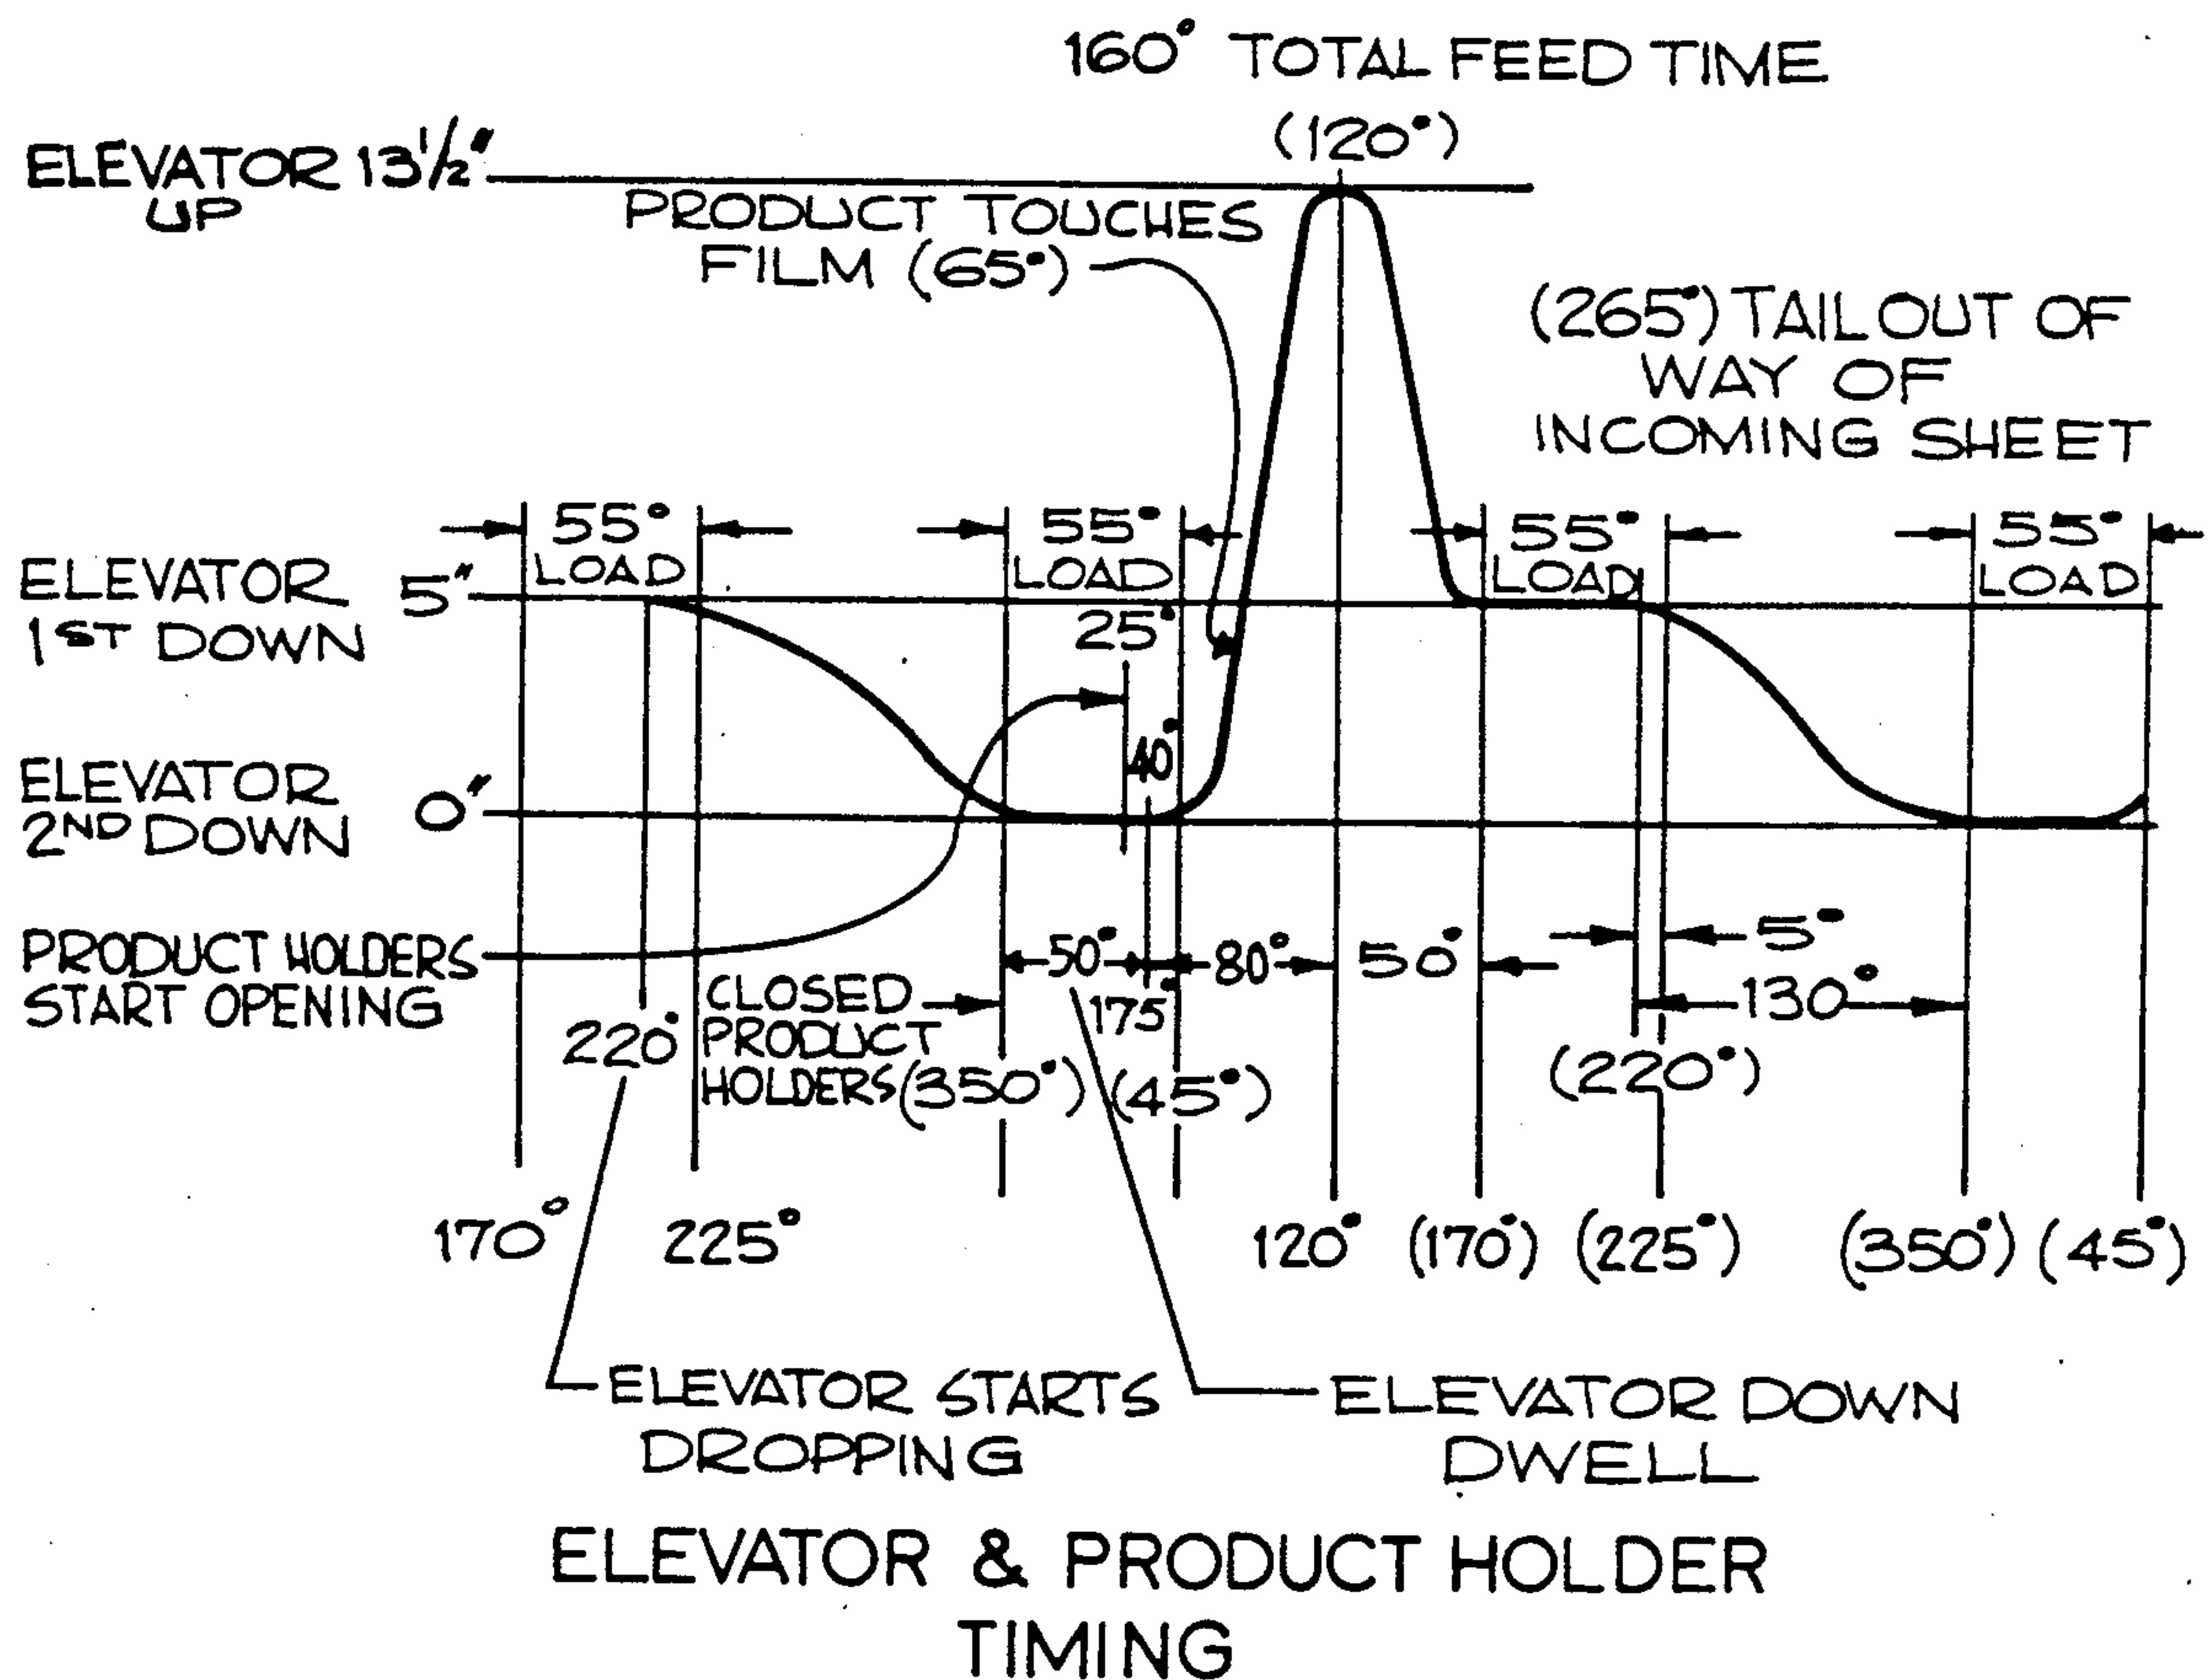 160° TOTAL FEED TIME
(120°)
ELEVATOR 13 1/2"
UP
PRODUCT TOUCHES
FILM (65°)
(265°) TAIL OUT OF
WAY OF
INCOMING SHEET
55°
LOAD
55°
LOAD
55°
LOAD
55°
LOAD
ELEVATOR 5"
1ST DOWN
25°
40°
ELEVATOR 0"
2ND DOWN
PRODUCT HOLDERS
START OPENING
50°
80°
50°
5°
130°
175°
220°
CLOSED
PRODUCT
HOLDERS (350°) (45°)
(220°)
170° 225° 120° (170°) (225°) (350°) (45°)
ELEVATOR STARTS
DROPPING
ELEVATOR DOWN
DWELL
ELEVATOR & PRODUCT HOLDER
TIMING